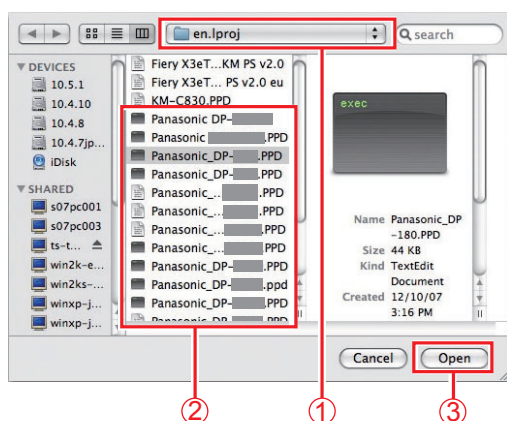 en.lproj
search
DEVICES
10.5.1
10.4.10
10.4.8
10.4.7jp...
iDisk
SHARED
s07pc001
s07pc003
ts-t...
win2k-e...
win2ks-...
winxp-j...
winxp-j...
Fiery X3eT...KM PS v2.0
Fiery X3eT... PS v2.0 eu
KM-C830.PPD
Panasonic DP-
Panasonic .PPD
Panasonic_DP- .PPD
Panasonic_DP- .PPD
Panasonic_... .PPD
Panasonic_... .PPD
Panasonic_... .PPD
Panasonic_DP- .PPD
Panasonic_DP- .PPD
Panasonic_DP- .ppd
Panasonic_DP- .PPD
Panasonic_DP- .PPD
exec
Name Panasonic_DP
-180.PPD
Size 44 KB
Kind TextEdit
Document
Created 12/10/07
3:16 PM
Cancel
Open
② ① ③